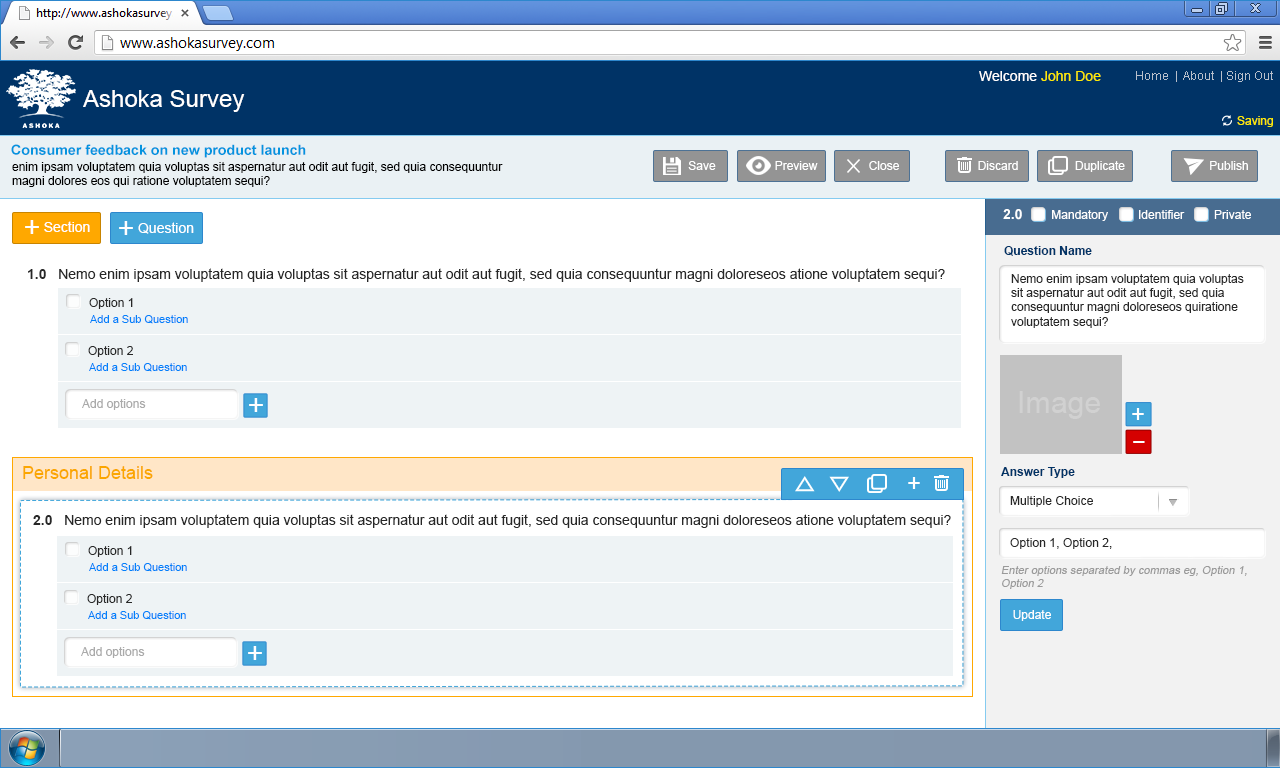 http://www.ashokasurvey
www.ashokasurvey.com
ASHOKA
Ashoka Survey
Welcome John Doe
Home | About | Sign Out
Saving
Consumer feedback on new product launch
enim ipsam voluptatem quia voluptas sit aspernatur aut odit aut fugit, sed quia consequuntur
magni dolores eos qui ratione voluptatem sequi?
Save
Preview
Close
Discard
Duplicate
Publish
+ Section
+ Question
1.0 Nemo enim ipsam voluptatem quia voluptas sit aspernatur aut odit aut fugit, sed quia consequuntur magni doloreseos atione voluptatem sequi?
Option 1
Add a Sub Question
Option 2
Add a Sub Question
Add options
+
Personal Details
+
2.0 Nemo enim ipsam voluptatem quia voluptas sit aspernatur aut odit aut fugit, sed quia consequuntur magni doloreseos atione voluptatem sequi?
Option 1
Add a Sub Question
Option 2
Add a Sub Question
Add options
+
2.0 Mandatory Identifier Private
Question Name
Nemo enim ipsam voluptatem quia voluptas
sit aspernatur aut odit aut fugit, sed quia
consequuntur magni doloreseos quiratione
voluptatem sequi?
Image
+
−
Answer Type
Multiple Choice
Option 1, Option 2,
Enter options separated by commas eg, Option 1,
Option 2
Update